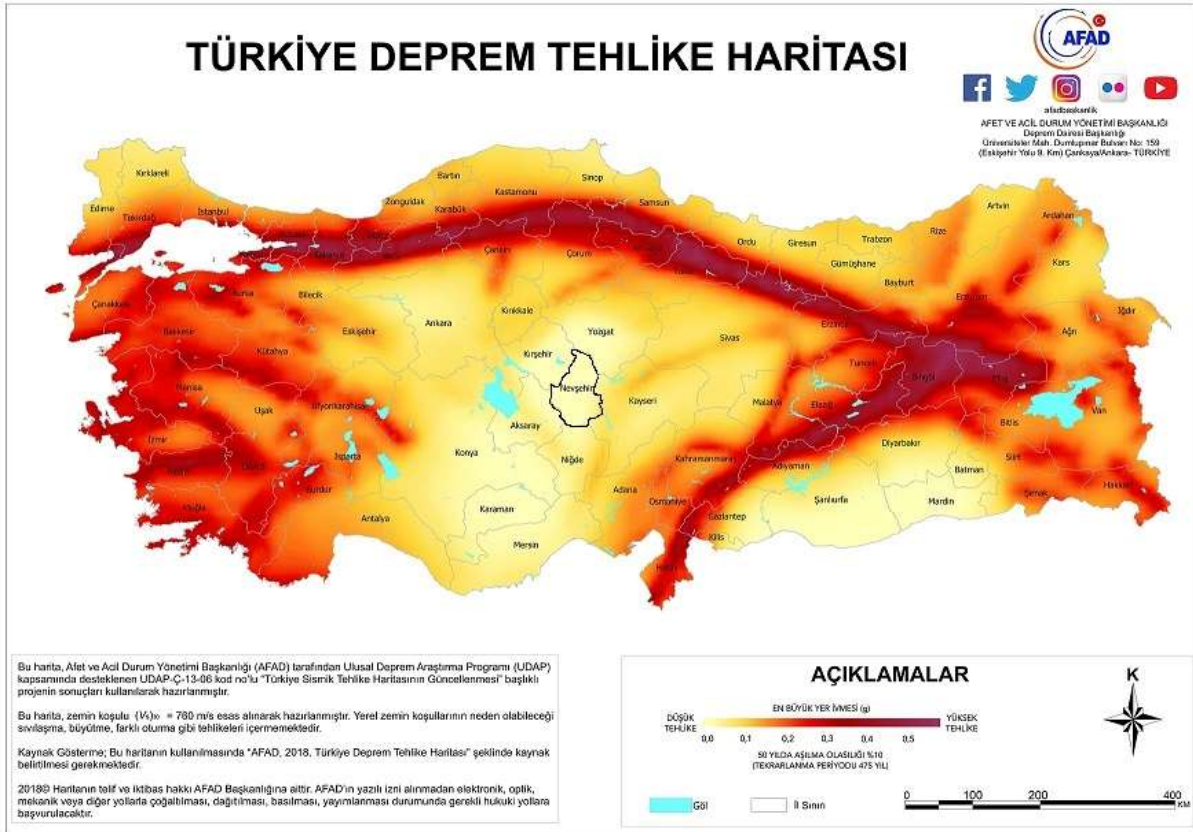 TÜRKİYE DEPREM TEHLİKE HARİTASI
AFAD
afadbaskanlik
AFET VE ACİL DURUM YÖNETİMİ BAŞKANLIĞI
Deprem Dairesi Başkanlığı
Üniversiteler Mah. Dumlupınar Bulvarı No: 159
(Eskişehir Yolu 9. Km) Çankaya/Ankara- TÜRKİYE
Kırklareli
Edirne
Tekirdağ
İstanbul
Zonguldak
Bartın
Karabük
Kastamonu
Sinop
Samsun
Çankırı
Çorum
Ordu
Giresun
Trabzon
Rize
Artvin
Ardahan
Kars
Gümüşhane
Bayburt
Erzurum
Iğdır
Ağrı
Çanakkale
Balıkesir
Bursa
Bilecik
Eskişehir
Kütahya
Ankara
Kırıkkale
Yozgat
Sivas
Erzincan
Tunceli
Bingöl
Muş
Manisa
Uşak
Afyonkarahisar
Kırşehir
Nevşehir
Kayseri
Malatya
Elazığ
Bitlis
Van
İzmir
Aydın
Denizli
Isparta
Burdur
Konya
Aksaray
Niğde
Kahramanmaraş
Adıyaman
Diyarbakır
Batman
Siirt
Şırnak
Hakkari
Muğla
Antalya
Karaman
Mersin
Adana
Osmaniye
Gaziantep
Kilis
Şanlıurfa
Mardin
Hatay
Bu harita, Afet ve Acil Durum Yönetimi Başkanlığı (AFAD) tarafından Ulusal Deprem Araştırma Programı (UDAP)
kapsamında desteklenen UDAP-Ç-13-06 kod no'lu "Türkiye Sismik Tehlike Haritasının Güncellenmesi" başlıklı
projenin sonuçları kullanılarak hazırlanmıştır.
Bu harita, zemin koşulu (Vs)30 = 760 m/s esas alınarak hazırlanmıştır. Yerel zemin koşullarının neden olabileceği
sıvılaşma, büyütme, farklı oturma gibi tehlikeleri içermemektedir.
Kaynak Gösterme; Bu haritanın kullanılmasında "AFAD, 2018, Türkiye Deprem Tehlike Haritası" şeklinde kaynak
belirtilmesi gerekmektedir.
2018© Haritanın telif ve iktibas hakkı AFAD Başkanlığına aittir. AFAD'ın yazılı izni alınmadan elektronik, optik,
mekanik veya diğer yollarla çoğaltılması, dağıtılması, basılması, yayımlanması durumunda gerekli hukuki yollara
başvurulacaktır.
AÇIKLAMALAR
EN BÜYÜK YER İVMESİ (g)
DÜŞÜK TEHLİKE
YÜKSEK TEHLİKE
0,0 0,1 0,2 0,3 0,4 0,5
50 YILDA AŞILMA OLASILIĞI %10
(TEKRARLANMA PERİYODU 475 YIL)
Göl
İl Sınırı
K
0 100 200 400
KM